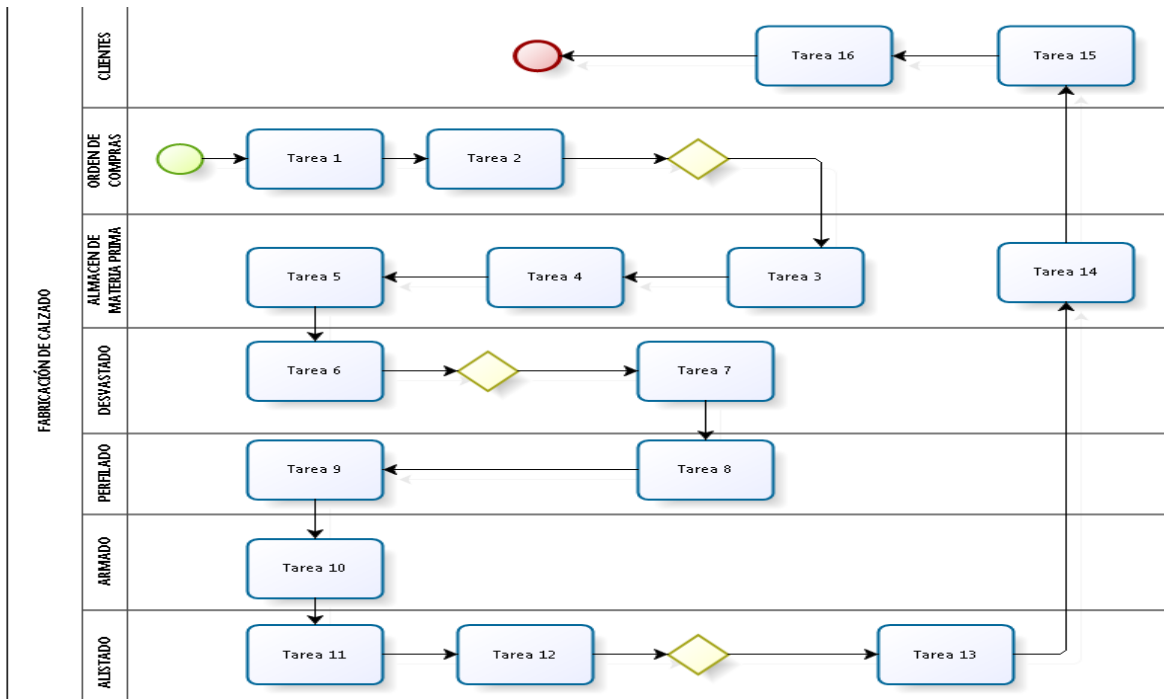 FABRICACIÓN DE CALZADO
CLIENTES
Tarea 16
Tarea 15
ORDEN DE
COMPRAS
Tarea 1
Tarea 2
ALMACEN DE
MATERIA PRIMA
Tarea 5
Tarea 4
Tarea 3
Tarea 14
DESVASTADO
Tarea 6
Tarea 7
PERFILADO
Tarea 9
Tarea 8
ARMADO
Tarea 10
ALISTADO
Tarea 11
Tarea 12
Tarea 13